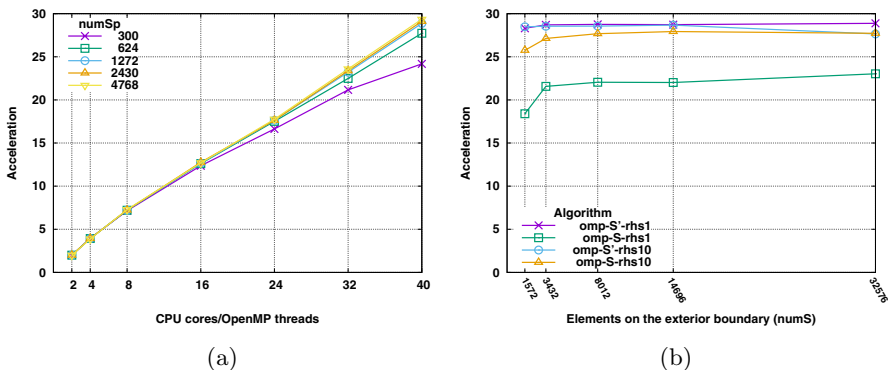 numSp
300
624
1272
2430
4768
30
25
20
15
10
5
0
Acceleration
2 4 8 16 24 32 40
CPU cores/OpenMP threads
(a)
30
25
20
15
10
5
0
Acceleration
Algorithm
omp-S'-rhs1
omp-S-rhs1
omp-S'-rhs10
omp-S-rhs10
1572 3432 8012 14696 32576
Elements on the exterior boundary (numS)
(b)